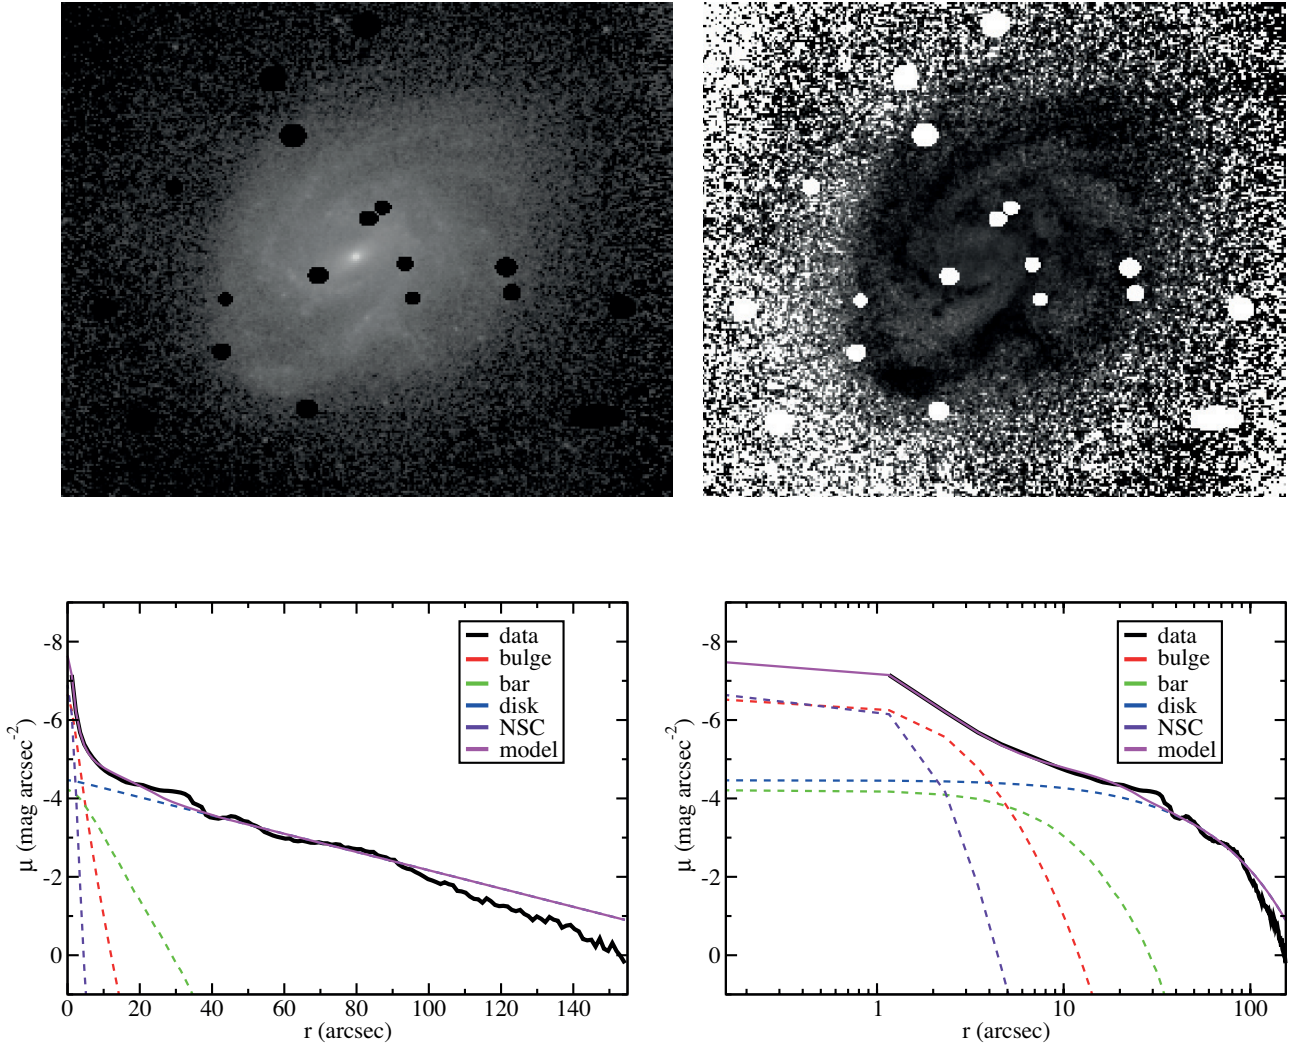 -8
-6
-4
-2
0
μ (mag arcsec-2)
data
bulge
bar
disk
NSC
model
0 20 40 60 80 100 120 140
r (arcsec)
-8
-6
-4
-2
0
μ (mag arcsec-2)
data
bulge
bar
disk
NSC
model
1 10 100
r (arcsec)